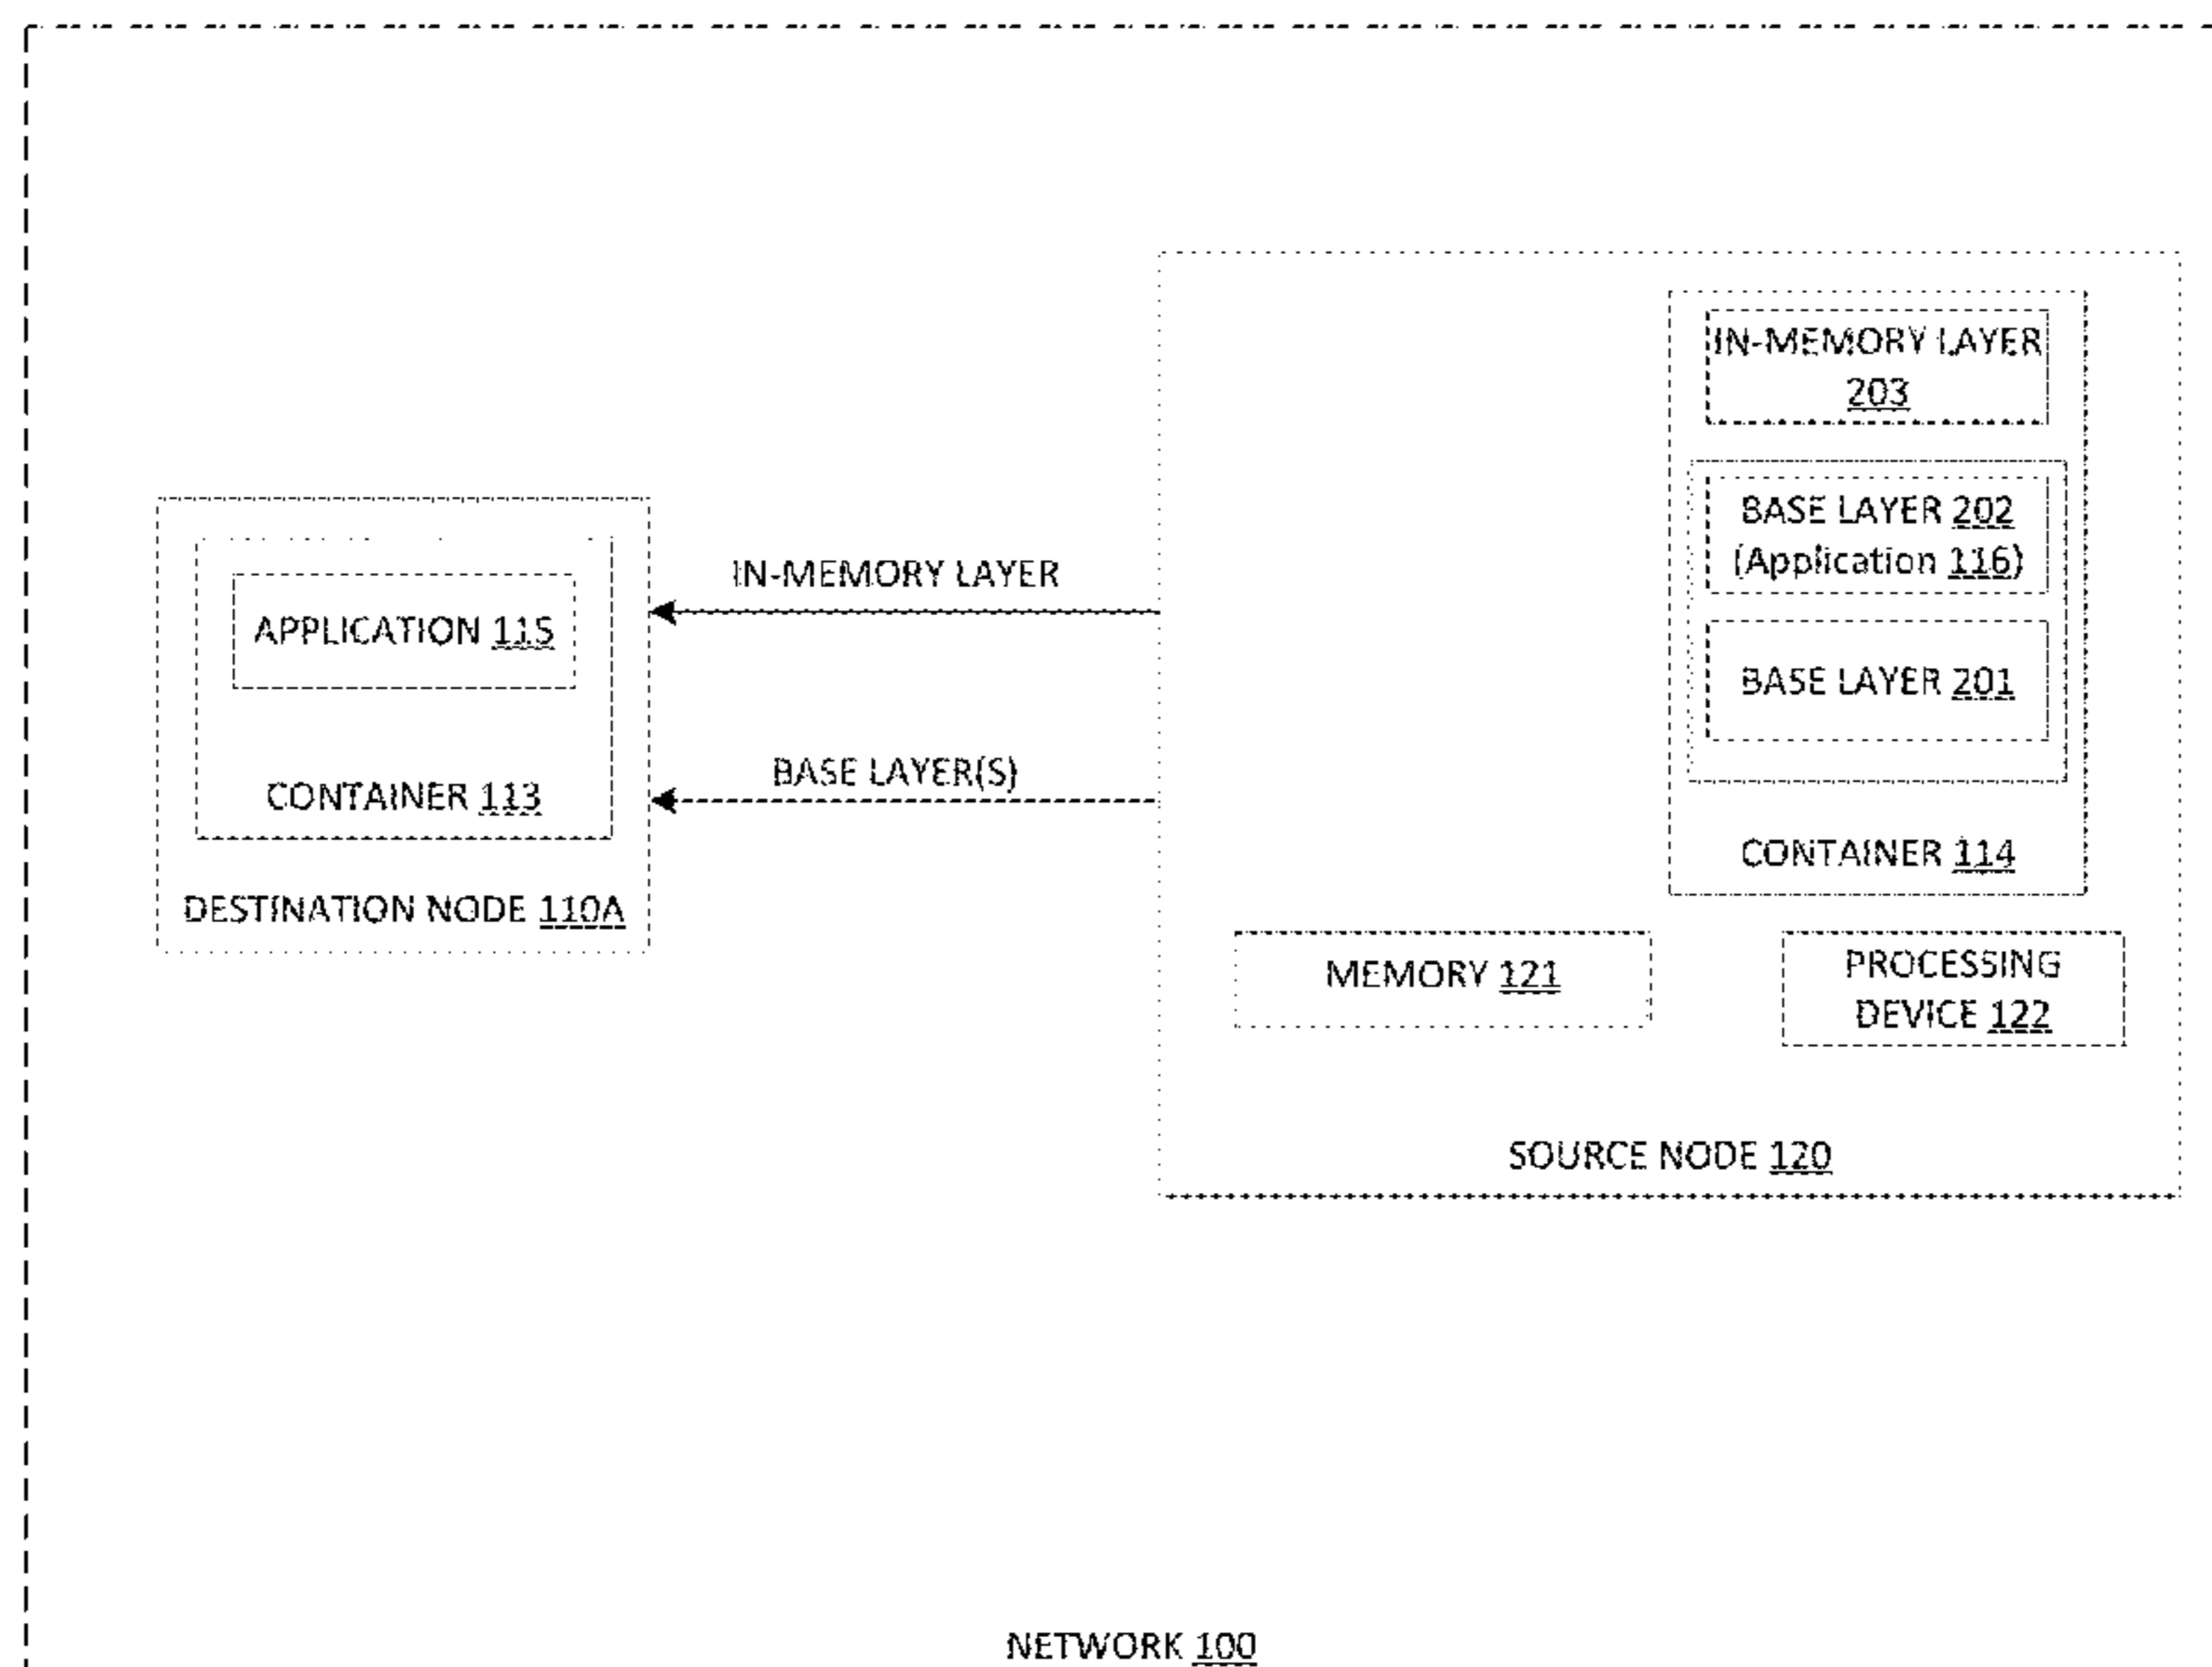 IN-MEMORY LAYER
203
BASE LAYER 202
(Application 116)
BASE LAYER 201
CONTAINER 114
IN-MEMORY LAYER
BASE LAYER(S)
APPLICATION 115
CONTAINER 113
DESTINATION NODE 110A
MEMORY 121
PROCESSING
DEVICE 122
SOURCE NODE 120
NETWORK 100